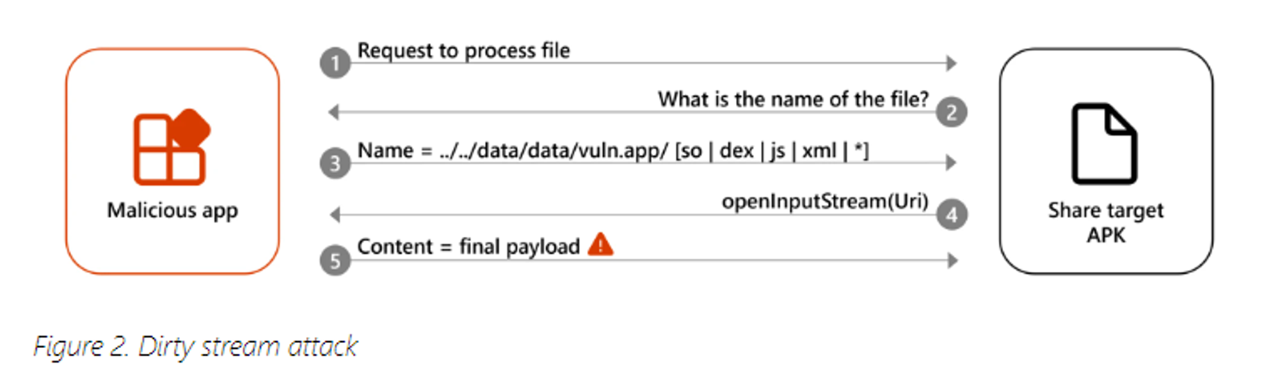 1 Request to process file
What is the name of the file? 2
3 Name = ../../data/data/vuln.app/ [so | dex | js | xml | *]
Malicious app
openInputStream(Uri) 4
Share target
APK
5 Content = final payload
Figure 2. Dirty stream attack